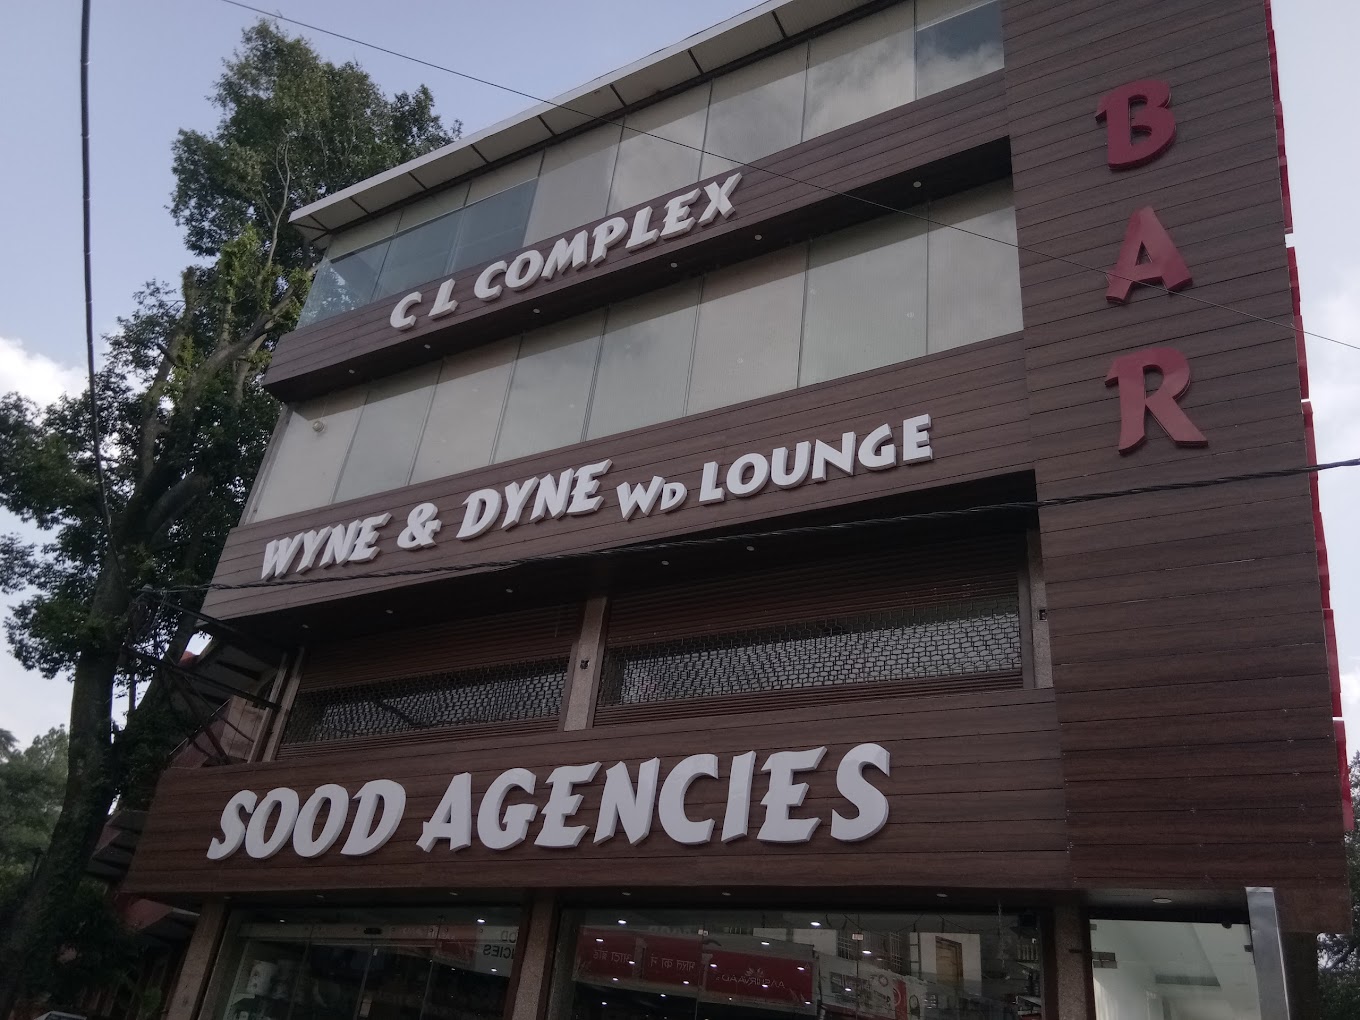 C L COMPLEX
BAR
WYNE & DYNE WD LOUNGE
SOOD AGENCIES